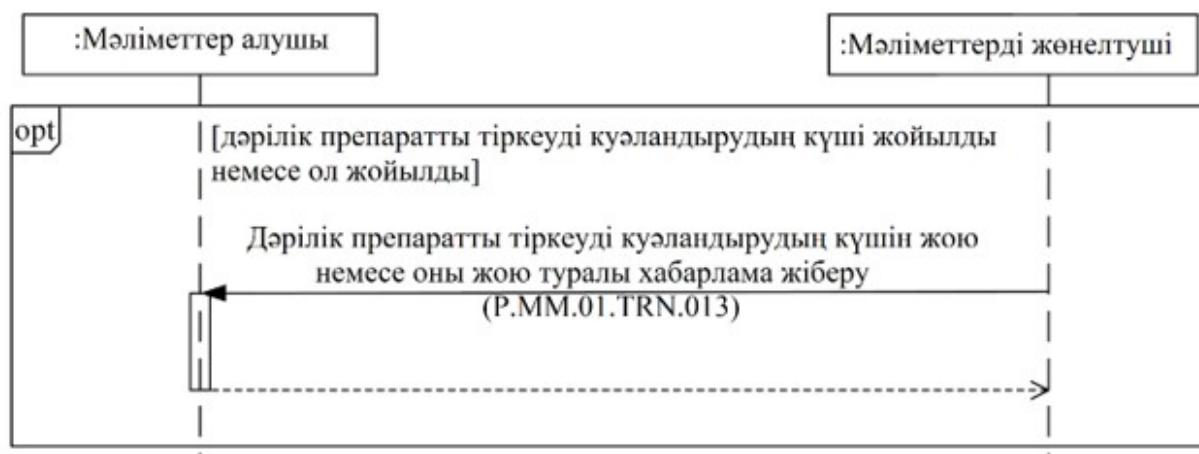 :Мәліметтер алушы
:Мәліметтерді жөнелтуші
opt
[дәрілік препаратты тіркеуді куәландырудың күші жойылды
немесе ол жойылды]
Дәрілік препаратты тіркеуді куәландырудың күшін жою
немесе оны жою туралы хабарлама жіберу
(P.MM.01.TRN.013)